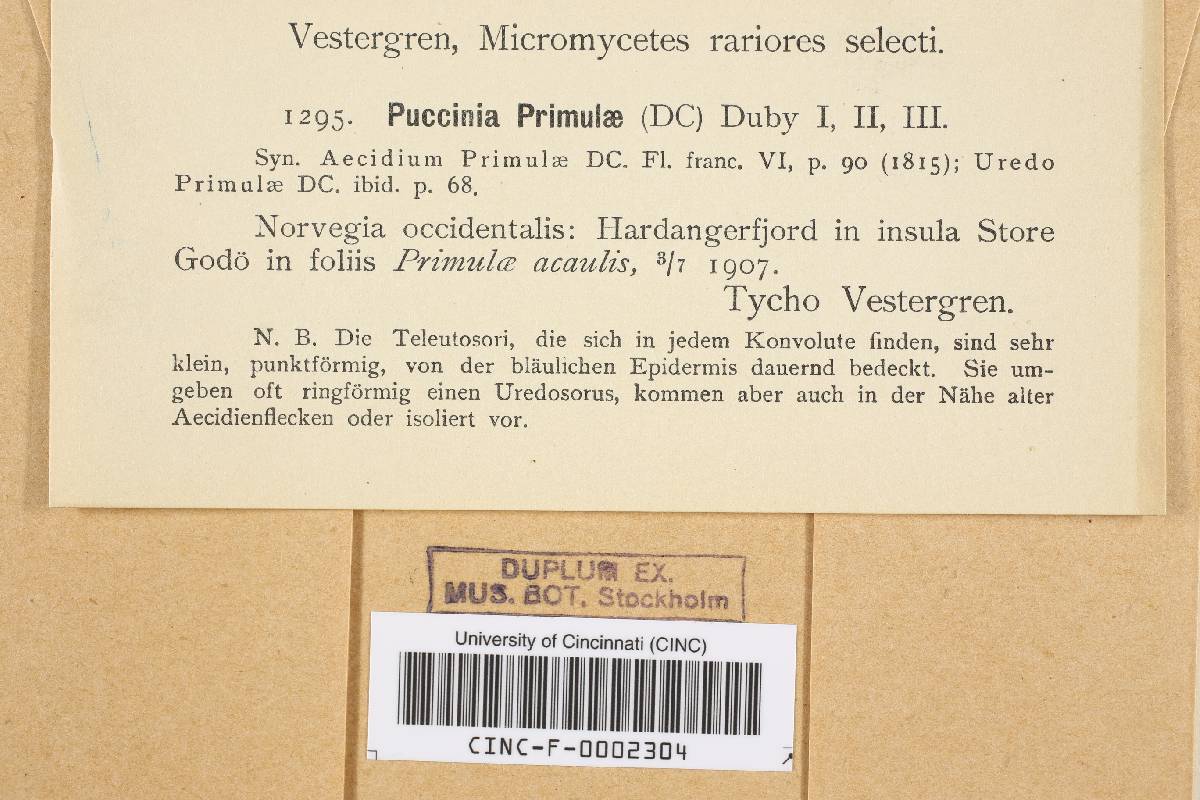 Vestergren, Micromycetes rariores selecti.
1295. Puccinia Primulæ (DC) Duby I, II, III.
Syn. Aecidium Primulæ DC. Fl. franc. VI, p. 90 (1815); Uredo
Primulæ DC. ibid. p. 68.
Norvegia occidentalis: Hardangerfjord in insula Store
Godö in foliis Primulæ acaulis, 3/7 1907.
Tycho Vestergren.
N. B. Die Teleutosori, die sich in jedem Konvolute finden, sind sehr
klein, punktförmig, von der bläulichen Epidermis dauernd bedeckt. Sie um-
geben oft ringförmig einen Uredosorus, kommen aber auch in der Nähe alter
Aecidienflecken oder isoliert vor.
DUPLUM EX.
MUS. BOT. Stockholm
University of Cincinnati (CINC)
CINC-F-0002304